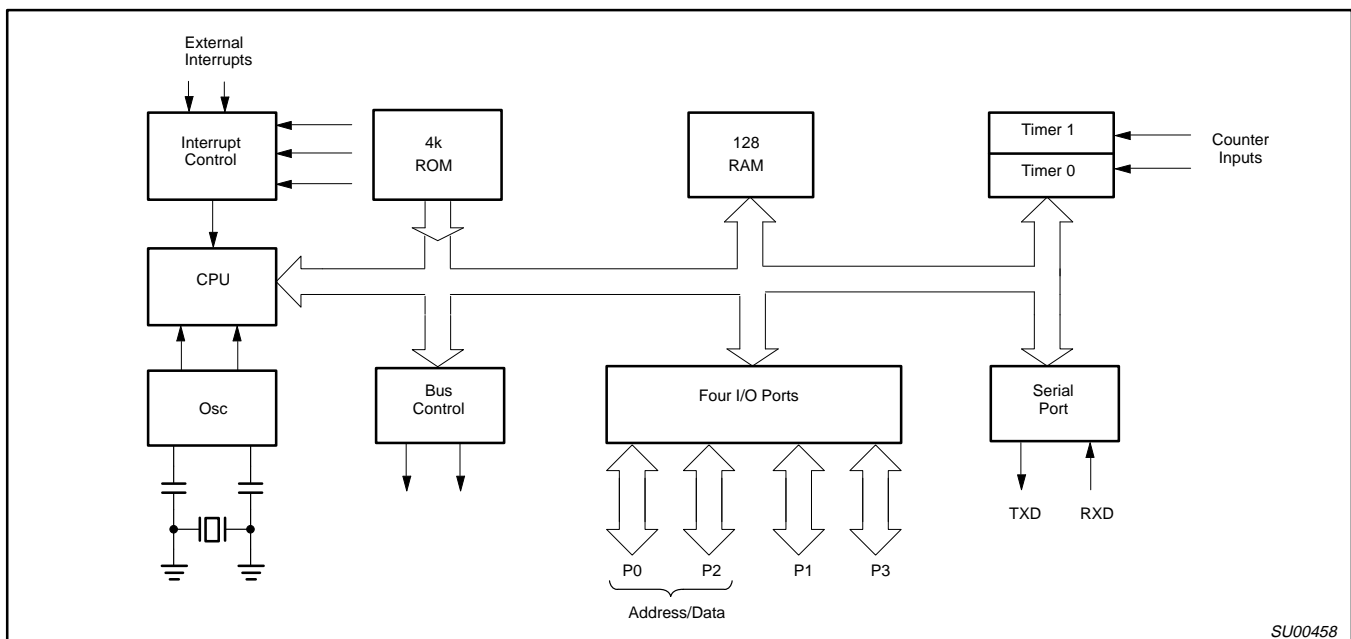 External
Interrupts
Interrupt
Control
4k
ROM
128
RAM
Timer 1
Timer 0
Counter
Inputs
CPU
Osc
Bus
Control
Four I/O Ports
Serial
Port
TXD
RXD
P0
P2
P1
P3
Address/Data
SU00458